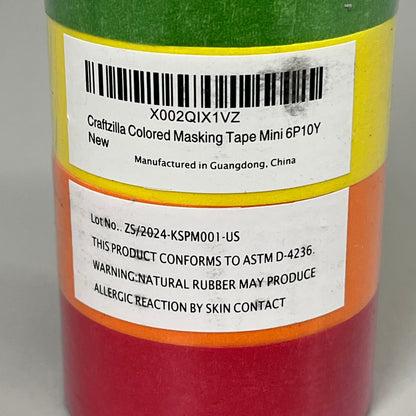 X002QIX1VZ
Craftzilla Colored Masking Tape Mini 6P10Y
New
Manufactured in Guangdong, China
Lot No.. ZS/2024-KSPM001-US
THIS PRODUCT CONFORMS TO ASTM D-4236.
WARNING:NATURAL RUBBER MAY PRODUCE
ALLERGIC REACTION BY SKIN CONTACT